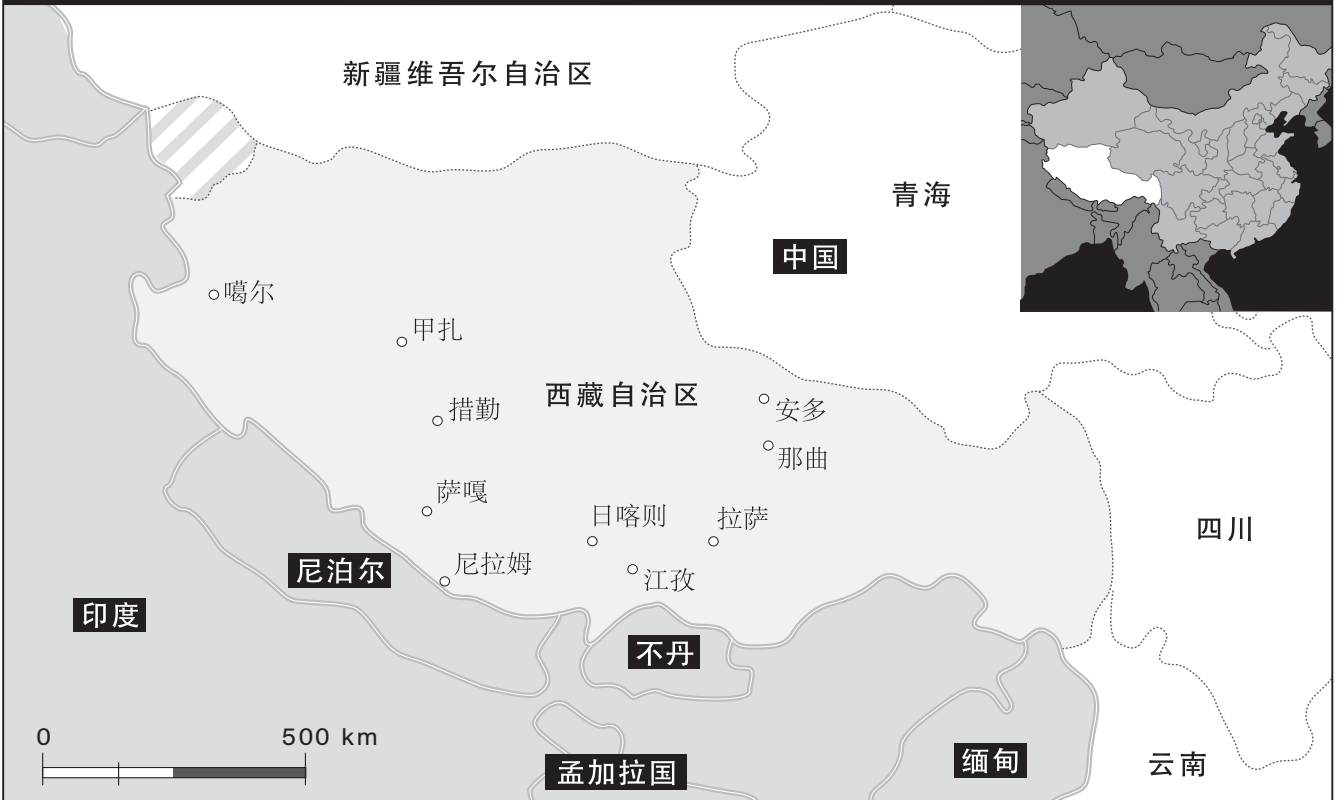 新疆维吾尔自治区
青海
中国
噶尔
甲扎
西藏自治区
措勤
安多
那曲
萨嘎
日喀则
拉萨
四川
尼泊尔
尼拉姆
江孜
印度
不丹
0 500 km
孟加拉国
缅甸
云南